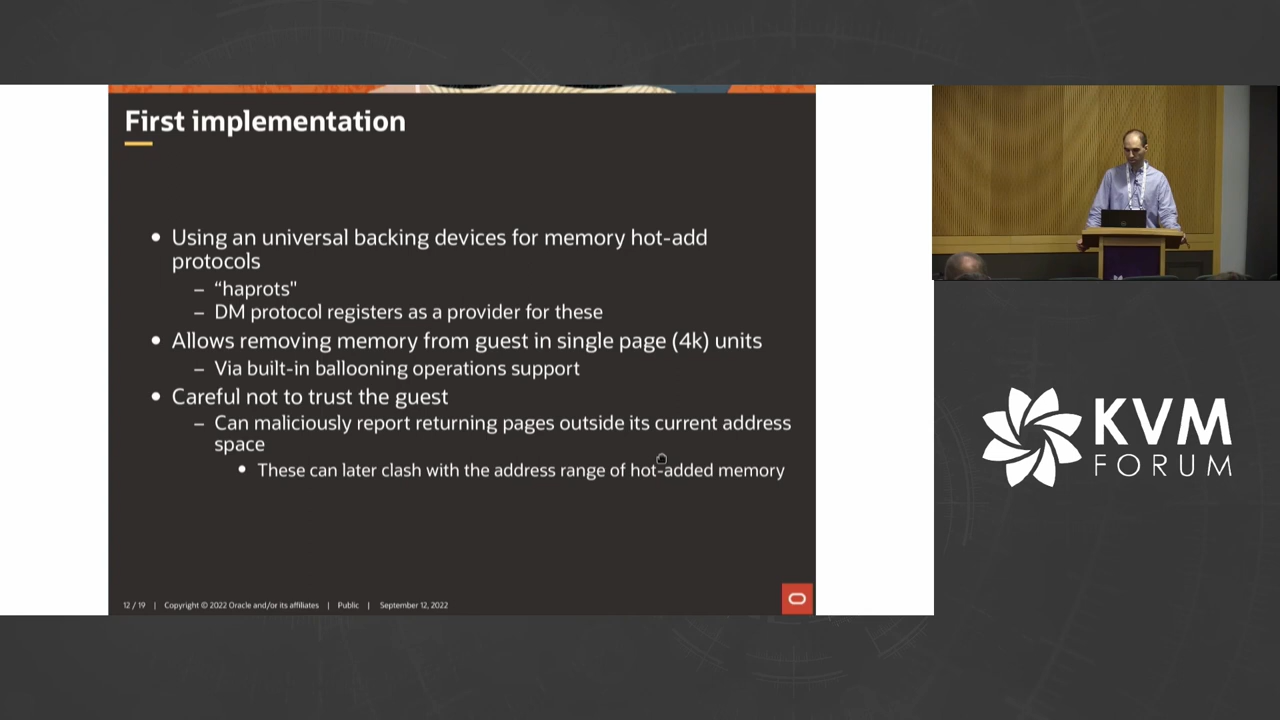 First implementation
• Using an universal backing devices for memory hot-add
protocols
– “haprots"
– DM protocol registers as a provider for these
• Allows removing memory from guest in single page (4k) units
– Via built-in ballooning operations support
• Careful not to trust the guest
– Can maliciously report returning pages outside its current address
space
• These can later clash with the address range of hot-added memory
12 / 19 | Copyright © 2022 Oracle and/or its affiliates | Public | September 12, 2022
KVM
FORUM